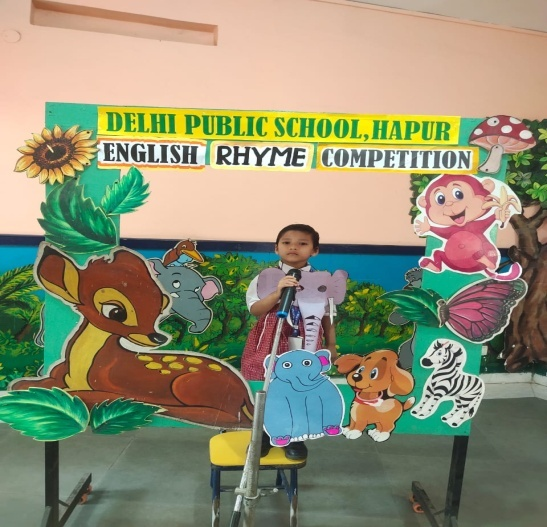 DELHI PUBLIC SCHOOL, HAPUR
ENGLISH RHYME COMPETITION